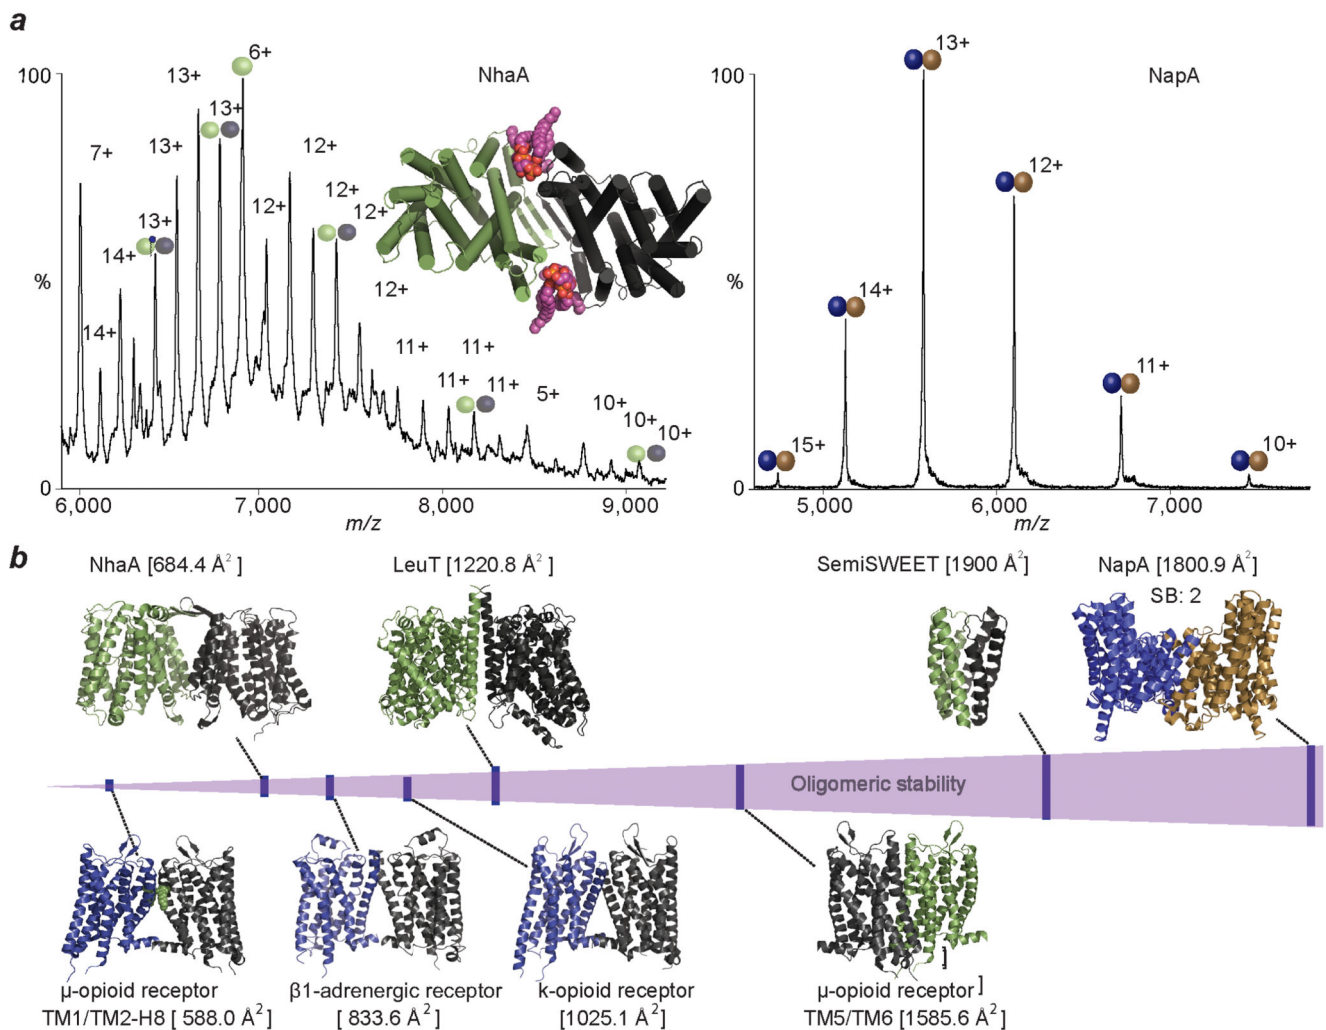 a
100
%
0
7+
14+
14+
13+
13+
13+
13+
6+
12+
12+
12+
12+
12+
11+
11+
11+
11+
5+
10+
10+
10+
NhaA
6,000
7,000
8,000
9,000
m/z
100
%
0
15+
14+
13+
12+
11+
10+
NapA
5,000
6,000
7,000
m/z
b
NhaA [684.4 Å²]
LeuT [1220.8 Å²]
SemiSWEET [1900 Å²]
NapA [1800.9 Å²]
SB: 2
Oligomeric stability
μ-opioid receptor
TM1/TM2-H8 [ 588.0 Å²]
β1-adrenergic receptor
[ 833.6 Å²]
k-opioid receptor
[1025.1 Å²]
]
μ-opioid receptor ]
TM5/TM6 [1585.6 Å²]